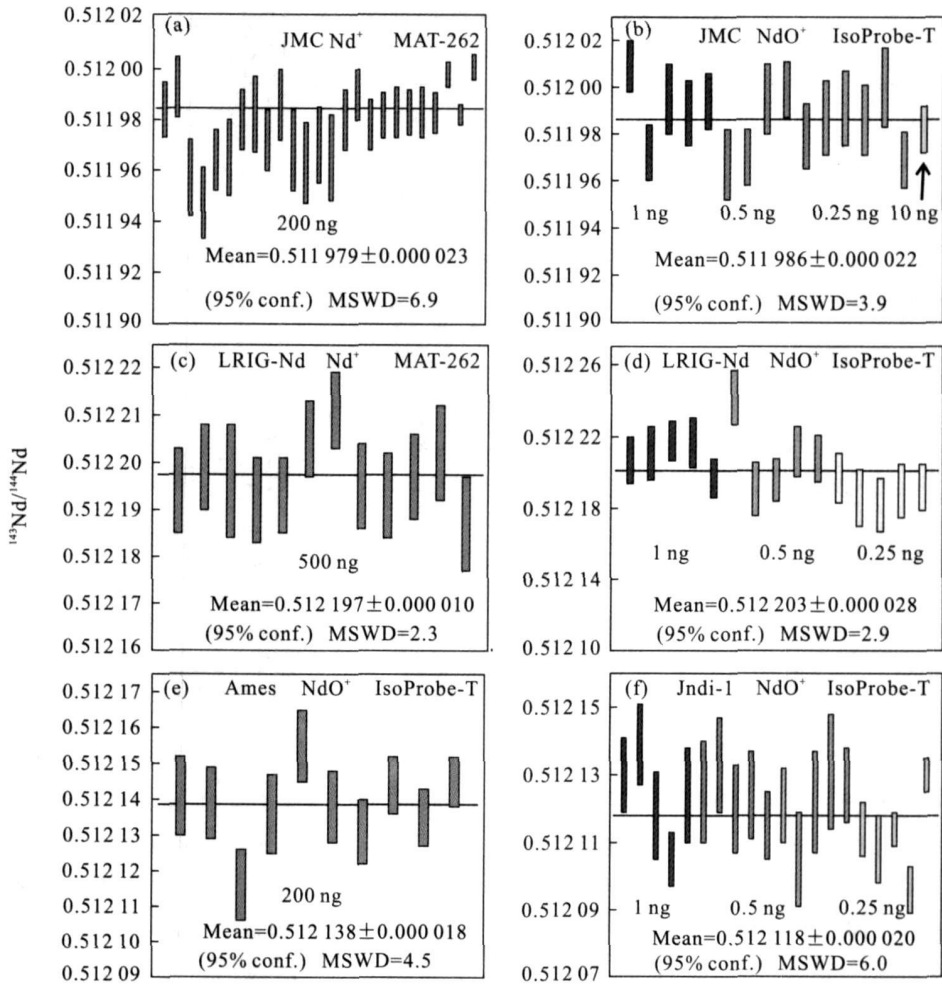 ¹⁴³Nd/¹⁴⁴Nd
(a) JMC Nd⁺ MAT-262
0.512 02
0.512 00
0.511 98
0.511 96
0.511 94
0.511 92
0.511 90
200 ng
Mean=0.511 979±0.000 023
(95% conf.) MSWD=6.9
(b) JMC NdO⁺ IsoProbe-T
0.512 02
0.512 00
0.511 98
0.511 96
0.511 94
0.511 92
0.511 90
1 ng 0.5 ng 0.25 ng 10 ng
Mean=0.511 986±0.000 022
(95% conf.) MSWD=3.9
(c) LRIG-Nd Nd⁺ MAT-262
0.512 22
0.512 21
0.512 20
0.512 19
0.512 18
0.512 17
0.512 16
500 ng
Mean=0.512 197±0.000 010
(95% conf.) MSWD=2.3
(d) LRIG-Nd NdO⁺ IsoProbe-T
0.512 26
0.512 22
0.512 18
0.512 14
0.512 10
1 ng 0.5 ng 0.25 ng
Mean=0.512 203±0.000 028
(95% conf.) MSWD=2.9
(e) Ames NdO⁺ IsoProbe-T
0.512 17
0.512 16
0.512 15
0.512 14
0.512 13
0.512 11
0.512 10
0.512 09
200 ng
Mean=0.512 138±0.000 018
(95% conf.) MSWD=4.5
(f) Jndi-1 NdO⁺ IsoProbe-T
0.512 15
0.512 13
0.512 11
0.512 09
0.512 07
1 ng 0.5 ng 0.25 ng
Mean=0.512 118±0.000 020
(95% conf.) MSWD=6.0